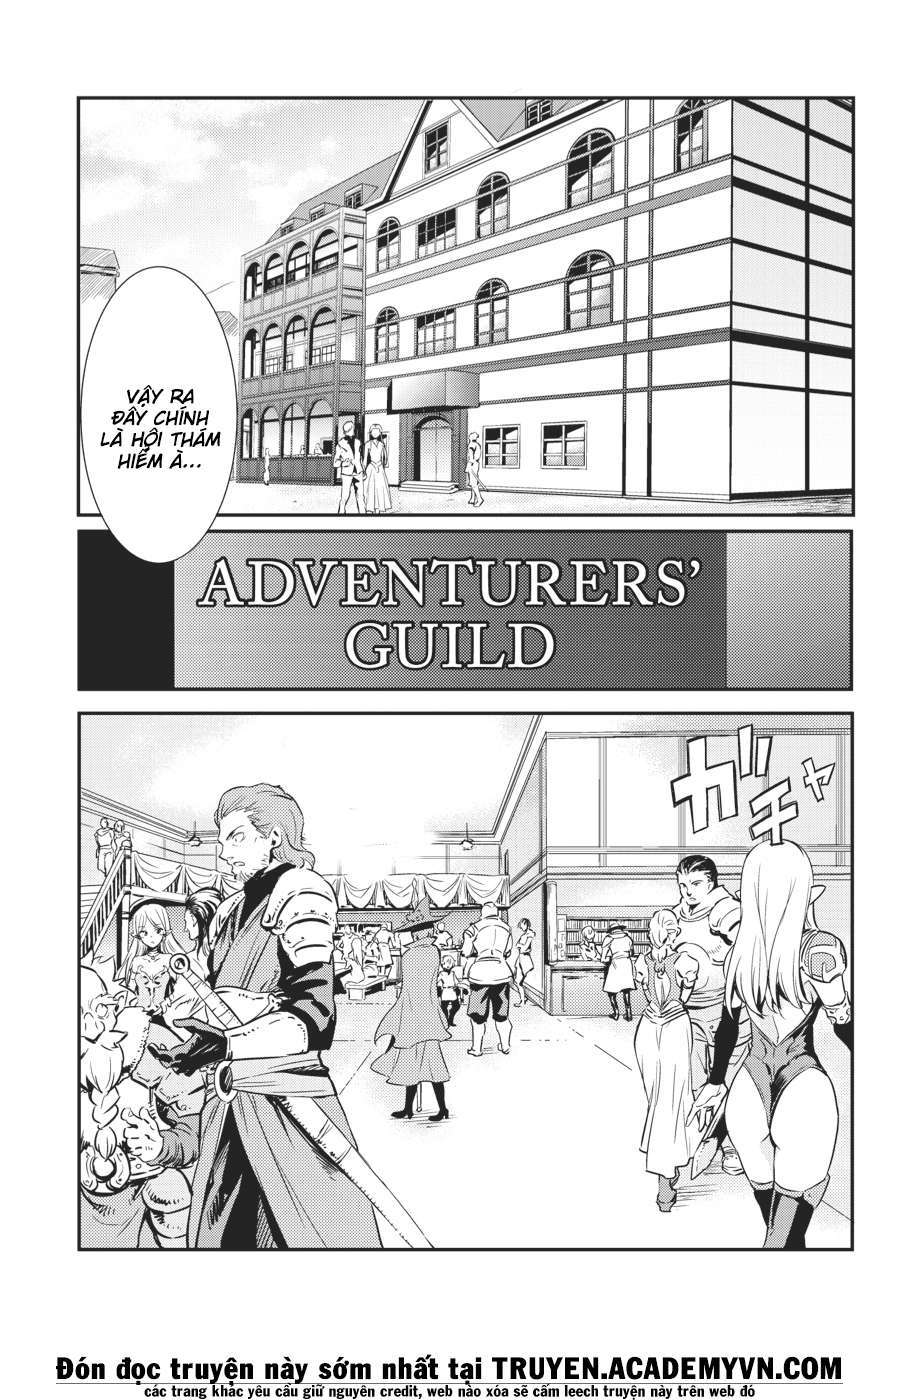 VẬY RA
ĐÂY CHÍNH
LÀ HỘI THÁM
HIỂM À...
ADVENTURERS'
GUILD
ガチャ
Đón đọc truyện này sớm nhất tại TRUYEN.ACADEMYVN.COM
các trang khác yêu cầu giữ nguyên credit, web nào xóa sẽ cấm leech truyện này trên web đó